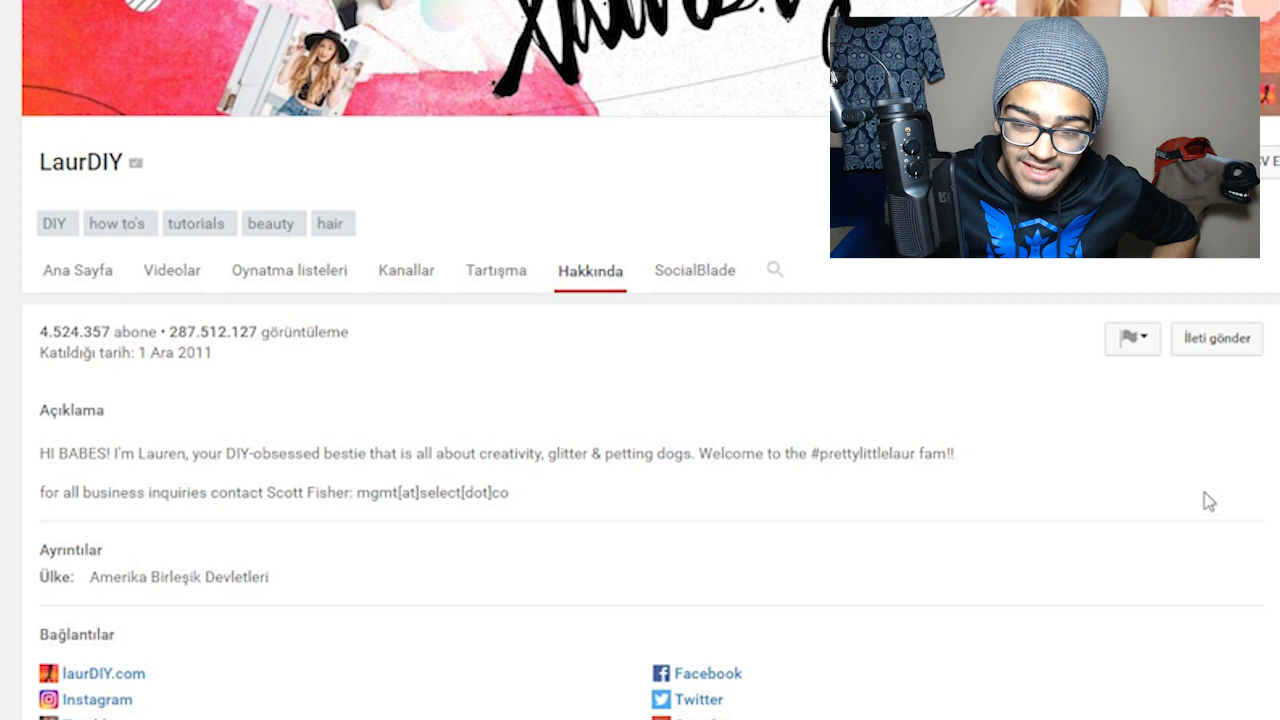 LaurDIY
DIY how to's tutorials beauty hair
Ana Sayfa Videolar Oynatma listeleri Kanallar Tartışma Hakkında SocialBlade
4.524.357 abone • 287.512.127 görüntüleme
Katıldığı tarih: 1 Ara 2011
İleti gönder
Açıklama
HI BABES! I'm Lauren, your DIY-obsessed bestie that is all about creativity, glitter & petting dogs. Welcome to the #prettylittlelaur fam!!
for all business inquiries contact Scott Fisher: mgmt[at]select[dot]co
Ayrıntılar
Ülke: Amerika Birleşik Devletleri
Bağlantılar
laurDIY.com
Facebook
Instagram
Twitter